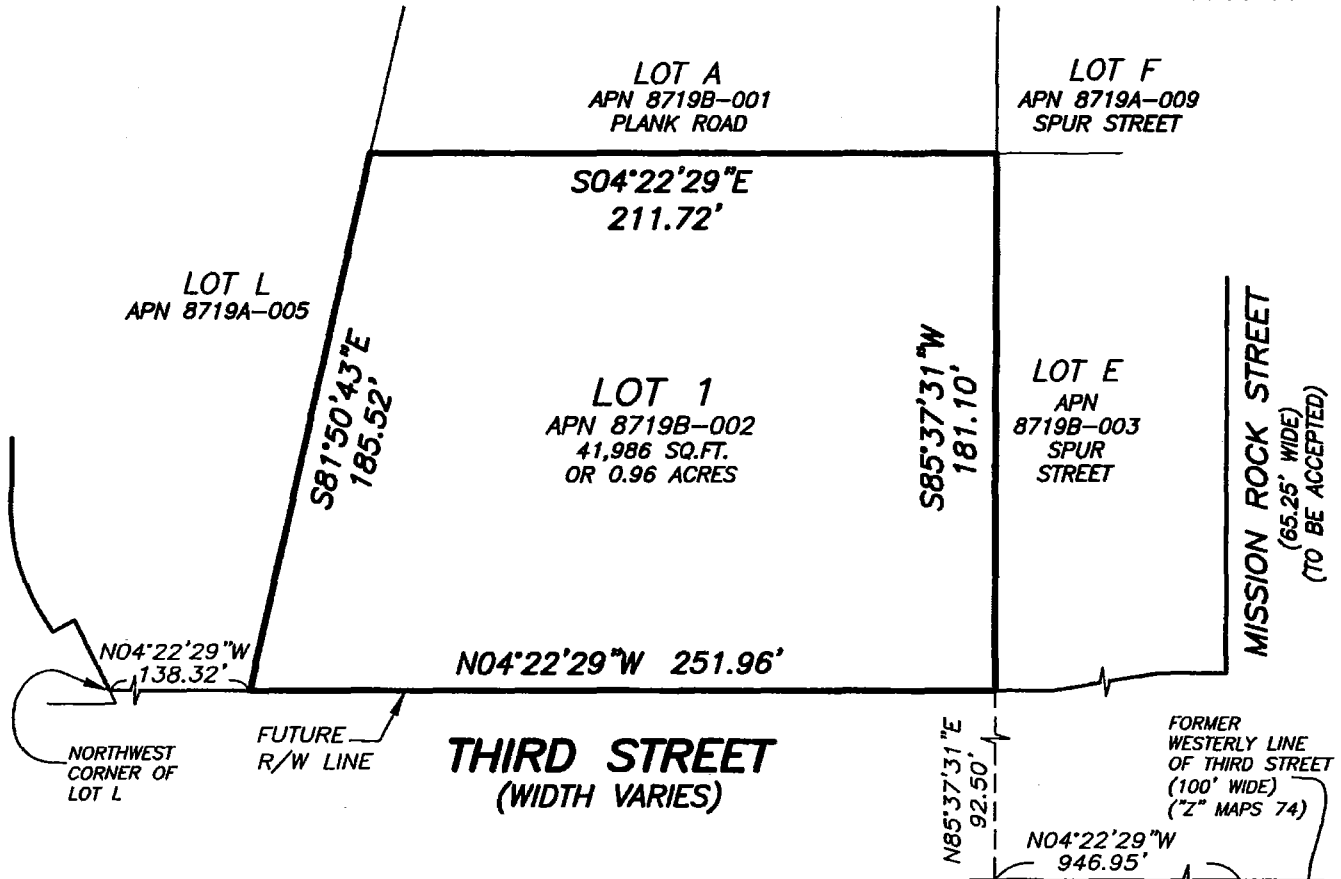 LOT A
APN 8719B-001
PLANK ROAD
LOT F
APN 8719A-009
SPUR STREET
S04°22'29"E
211.72'
LOT L
APN 8719A-005
S81°50'43"E
185.52'
LOT 1
APN 8719B-002
41,986 SQ.FT.
OR 0.96 ACRES
S85°37'31"W
181.10'
LOT E
APN
8719B-003
SPUR
STREET
MISSION ROCK STREET
(65.25' WIDE)
(TO BE ACCEPTED)
N04°22'29"W
138.32'
N04°22'29"W 251.96'
NORTHWEST
CORNER OF
LOT L
FUTURE
R/W LINE
THIRD STREET
(WIDTH VARIES)
N85°37'31"E
92.50'
FORMER
WESTERLY LINE
OF THIRD STREET
(100' WIDE)
("Z" MAPS 74)
N04°22'29"W
946.95'